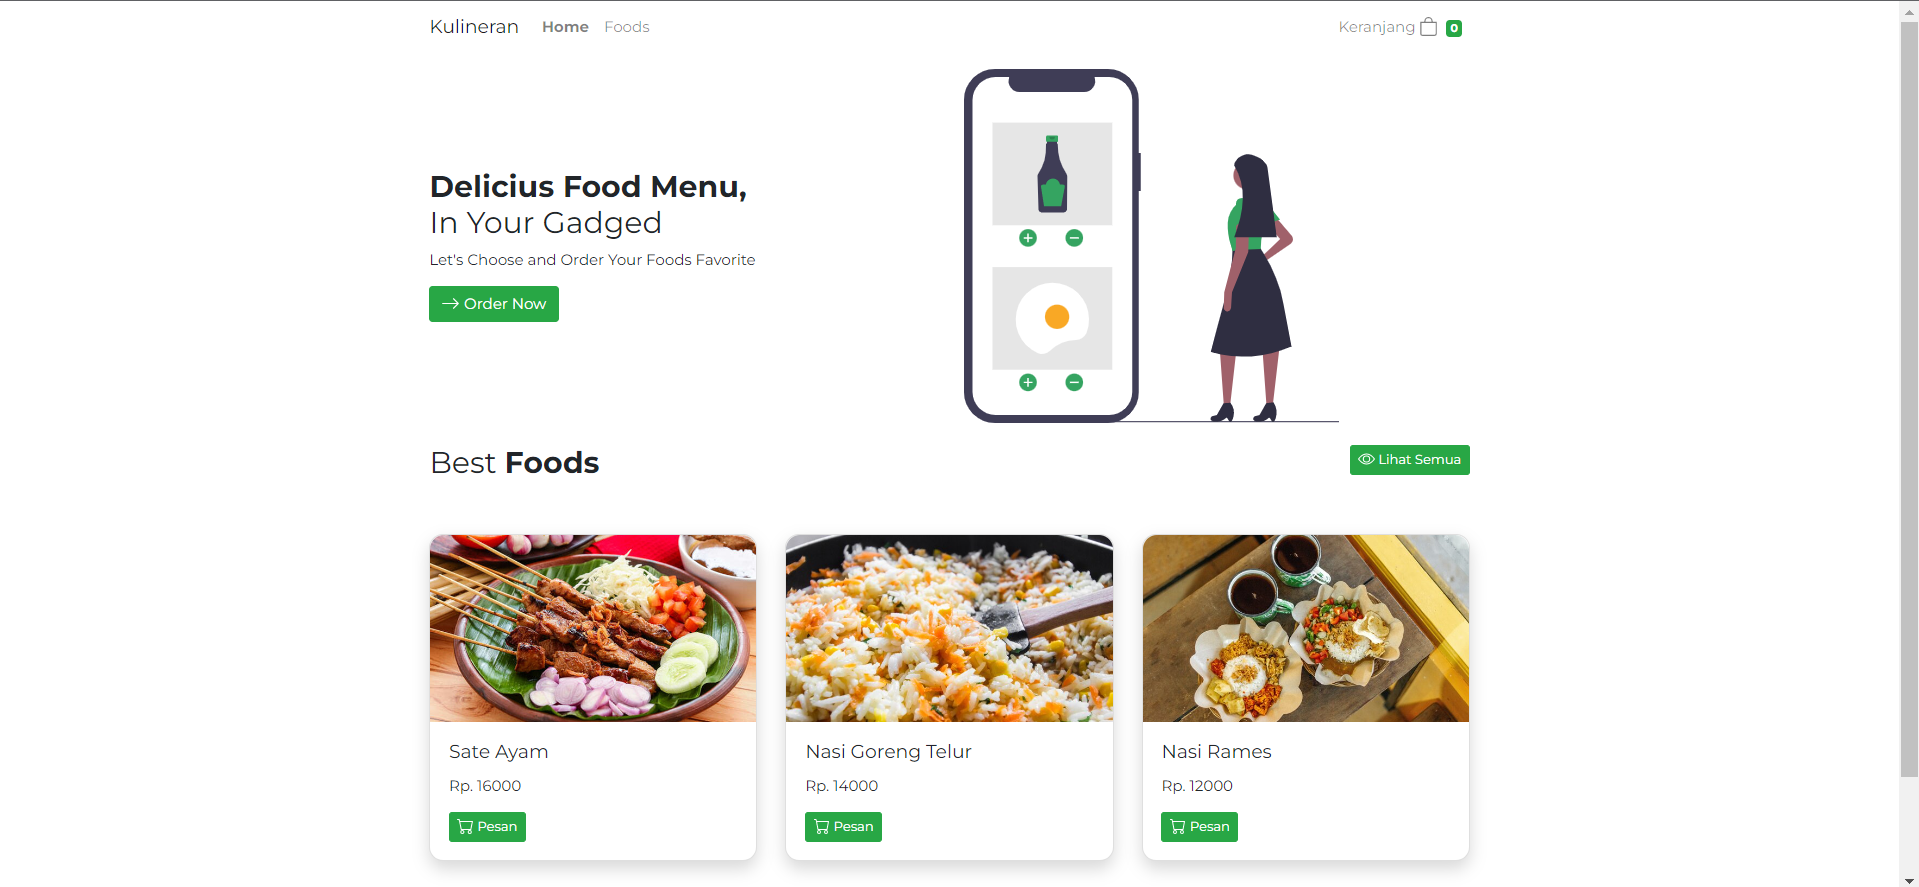 Kulineran Home Foods Keranjang 0
Delicius Food Menu,
In Your Gadged
Let's Choose and Order Your Foods Favorite
Order Now
Best Foods
Lihat Semua
Sate Ayam
Rp. 16000
Pesan
Nasi Goreng Telur
Rp. 14000
Pesan
Nasi Rames
Rp. 12000
Pesan